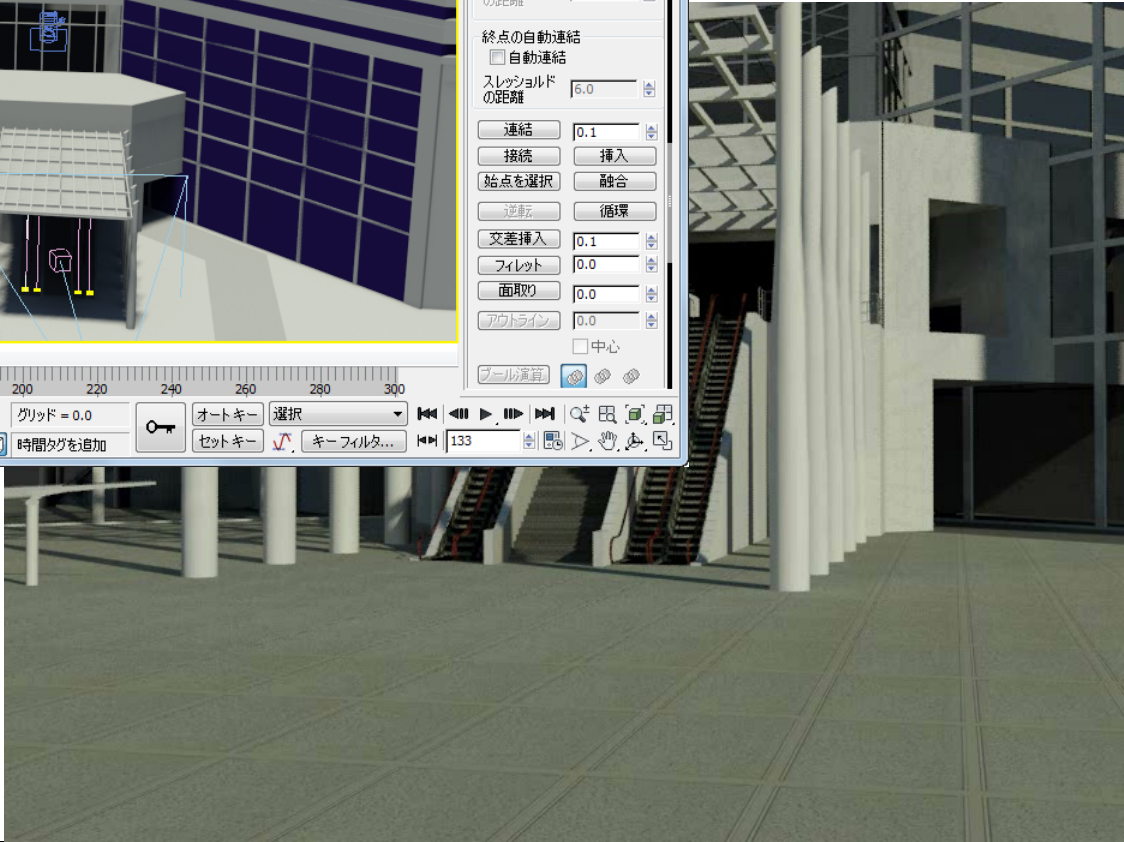 の距離
終点の自動連結
自動連結
スレッショルド
の距離
6.0
連結
0.1
接続
挿入
始点を選択
融合
逆転
循環
交差挿入
0.1
フィレット
0.0
面取り
0.0
アウトライン
0.0
中心
ブール演算
200 220 240 260 280 300
グリッド = 0.0
オートキー
選択
時間タグを追加
セットキー
キーフィルタ...
133